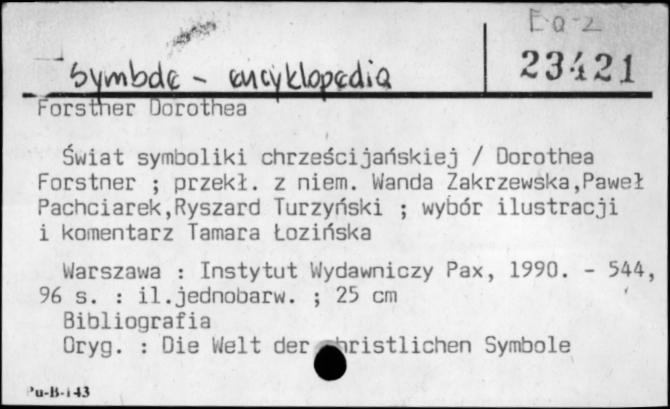 Ea-2
23421
Symbole - encyklopedia
Forstner Dorothea
Świat symboliki chrześcijańskiej / Dorothea
Forstner ; przekł. z niem. Wanda Zakrzewska,Paweł
Pachciarek,Ryszard Turzyński ; wybór ilustracji
i komentarz Tamara Łozińska
Warszawa : Instytut Wydawniczy Pax, 1990. - 544,
96 s. : il.jednobarw. ; 25 cm
Bibliografia
Oryg. : Die Welt der christlichen Symbole
Pu-B-143